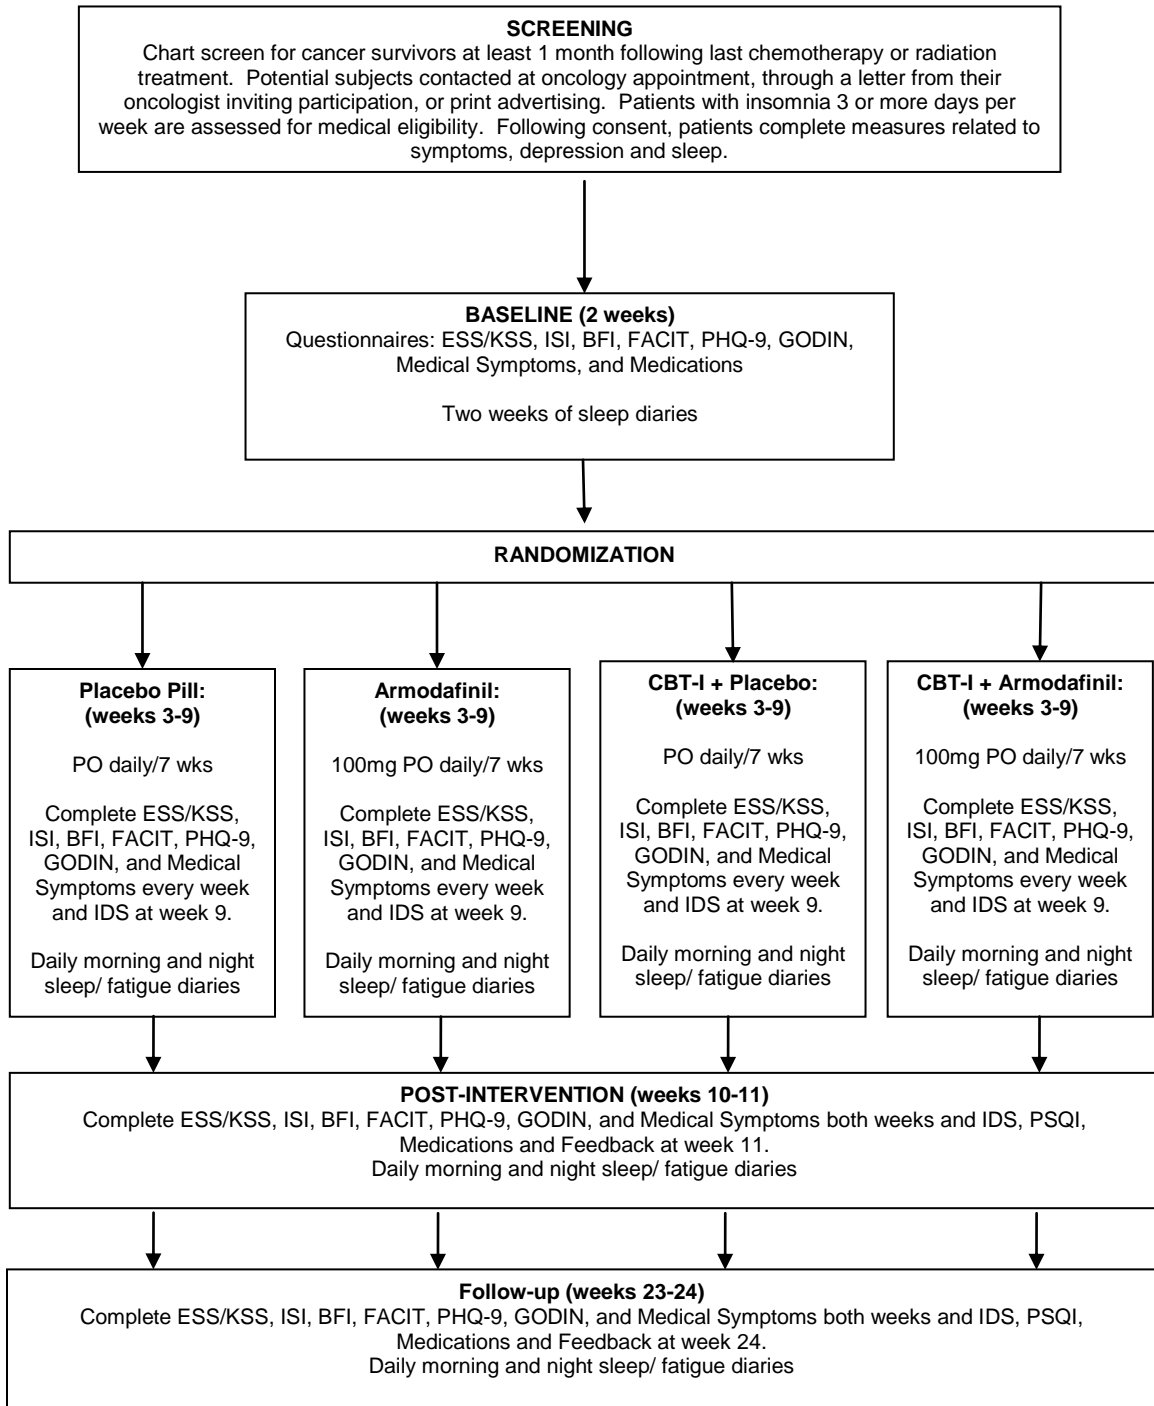 SCREENING
Chart screen for cancer survivors at least 1 month following last chemotherapy or radiation
treatment.  Potential subjects contacted at oncology appointment, through a letter from their
oncologist inviting participation, or print advertising.  Patients with insomnia 3 or more days per
week are assessed for medical eligibility.  Following consent, patients complete measures related to
symptoms, depression and sleep.
BASELINE (2 weeks)
Questionnaires: ESS/KSS, ISI, BFI, FACIT, PHQ-9, GODIN,
Medical Symptoms, and Medications
Two weeks of sleep diaries
RANDOMIZATION
Placebo Pill:
(weeks 3-9)
PO daily/7 wks
Complete ESS/KSS,
ISI, BFI, FACIT, PHQ-9,
GODIN, and Medical
Symptoms every week
and IDS at week 9.
Daily morning and night
sleep/ fatigue diaries
Armodafinil:
(weeks 3-9)
100mg PO daily/7 wks
Complete ESS/KSS,
ISI, BFI, FACIT, PHQ-9,
GODIN, and Medical
Symptoms every week
and IDS at week 9.
Daily morning and night
sleep/ fatigue diaries
CBT-I + Placebo:
(weeks 3-9)
PO daily/7 wks
Complete ESS/KSS,
ISI, BFI, FACIT, PHQ-9,
GODIN, and Medical
Symptoms every week
and IDS at week 9.
Daily morning and night
sleep/ fatigue diaries
CBT-I + Armodafinil:
(weeks 3-9)
100mg PO daily/7 wks
Complete ESS/KSS,
ISI, BFI, FACIT, PHQ-9,
GODIN, and Medical
Symptoms every week
and IDS at week 9.
Daily morning and night
sleep/ fatigue diaries
POST-INTERVENTION (weeks 10-11)
Complete ESS/KSS, ISI, BFI, FACIT, PHQ-9, GODIN, and Medical Symptoms both weeks and IDS, PSQI,
Medications and Feedback at week 11.
Daily morning and night sleep/ fatigue diaries
Follow-up (weeks 23-24)
Complete ESS/KSS, ISI, BFI, FACIT, PHQ-9, GODIN, and Medical Symptoms both weeks and IDS, PSQI,
Medications and Feedback at week 24.
Daily morning and night sleep/ fatigue diaries